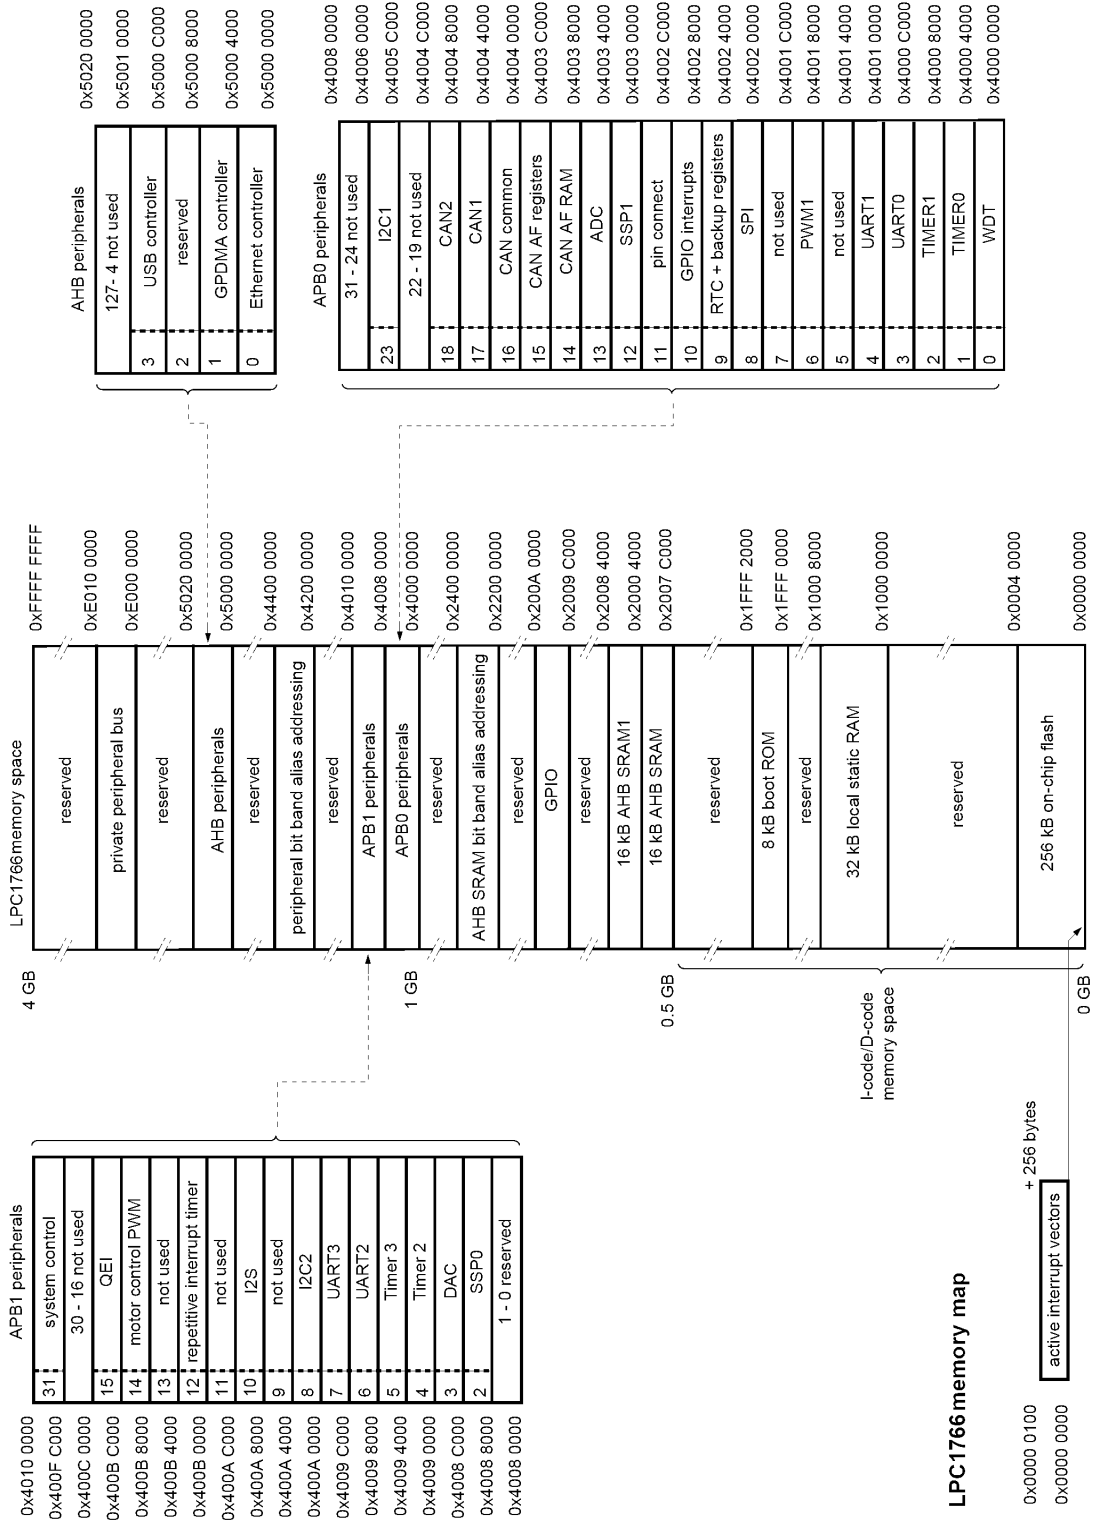 LPC1766 memory map
APB1 peripherals
0x4010 0000
31 system control
0x400F C000
30 - 16 not used
0x400C 0000
15 QEI
0x400B C000
14 motor control PWM
0x400B 8000
13 not used
0x400B 4000
12 repetitive interrupt timer
0x400B 0000
11 not used
0x400A C000
10 I2S
0x400A 8000
9 not used
0x400A 4000
8 I2C2
0x400A 0000
7 UART3
0x4009 C000
6 UART2
0x4009 8000
5 Timer 3
0x4009 4000
4 Timer 2
0x4009 0000
3 DAC
0x4008 C000
2 SSP0
0x4008 8000
1 - 0 reserved
0x4008 0000
+ 256 bytes
0x0000 0100
active interrupt vectors
0x0000 0000
LPC1766 memory space
4 GB
0xFFFF FFFF
reserved
0xE010 0000
private peripheral bus
0xE000 0000
reserved
0x5020 0000
AHB peripherals
0x5000 0000
reserved
0x4400 0000
peripheral bit band alias addressing
0x4200 0000
reserved
0x4010 0000
APB1 peripherals
0x4008 0000
APB0 peripherals
1 GB
0x4000 0000
reserved
0x2400 0000
AHB SRAM bit band alias addressing
0x2200 0000
reserved
0x200A 0000
GPIO
0x2009 C000
reserved
0x2008 4000
16 kB AHB SRAM1
0x2000 4000
16 kB AHB SRAM
0x2007 C000
0.5 GB
reserved
0x1FFF 2000
8 kB boot ROM
0x1FFF 0000
reserved
0x1000 8000
32 kB local static RAM
0x1000 0000
reserved
0x0004 0000
256 kB on-chip flash
0x0000 0000
0 GB
I-code/D-code
memory space
AHB peripherals
0x5020 0000
127- 4 not used
0x5001 0000
3 USB controller
0x5000 C000
2 reserved
0x5000 8000
1 GPDMA controller
0x5000 4000
0 Ethernet controller
0x5000 0000
APB0 peripherals
0x4008 0000
31 - 24 not used
0x4006 0000
23 I2C1
0x4005 C000
22 - 19 not used
0x4004 C000
18 CAN2
0x4004 8000
17 CAN1
0x4004 4000
16 CAN common
0x4004 0000
15 CAN AF registers
0x4003 C000
14 CAN AF RAM
0x4003 8000
13 ADC
0x4003 4000
12 SSP1
0x4003 0000
11 pin connect
0x4002 C000
10 GPIO interrupts
0x4002 8000
9 RTC + backup registers
0x4002 4000
8 SPI
0x4002 0000
7 not used
0x4001 C000
6 PWM1
0x4001 8000
5 not used
0x4001 4000
4 UART1
0x4001 0000
3 UART0
0x4000 C000
2 TIMER1
0x4000 8000
1 TIMER0
0x4000 4000
0 WDT
0x4000 0000